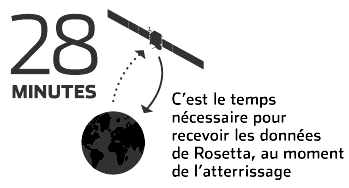 28
MINUTES
C'est le temps
nécessaire pour
recevoir les données
de Rosetta, au moment
de l'atterrissage